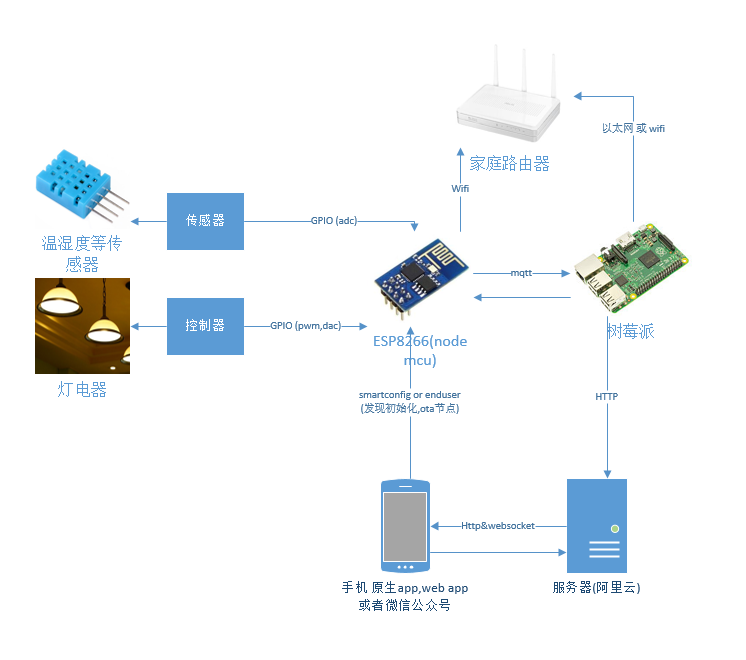 以太网 或 wifi
家庭路由器
Wifi
传感器
GPIO (adc)
温湿度等传
感器
mqtt
控制器
GPIO (pwm,dac)
ESP8266(node
mcu)
树莓派
灯电器
smartconfig or enduser
(发现初始化,ota节点)
HTTP
Http&websocket
手机 原生app,web app
或者微信公众号
服务器(阿里云)